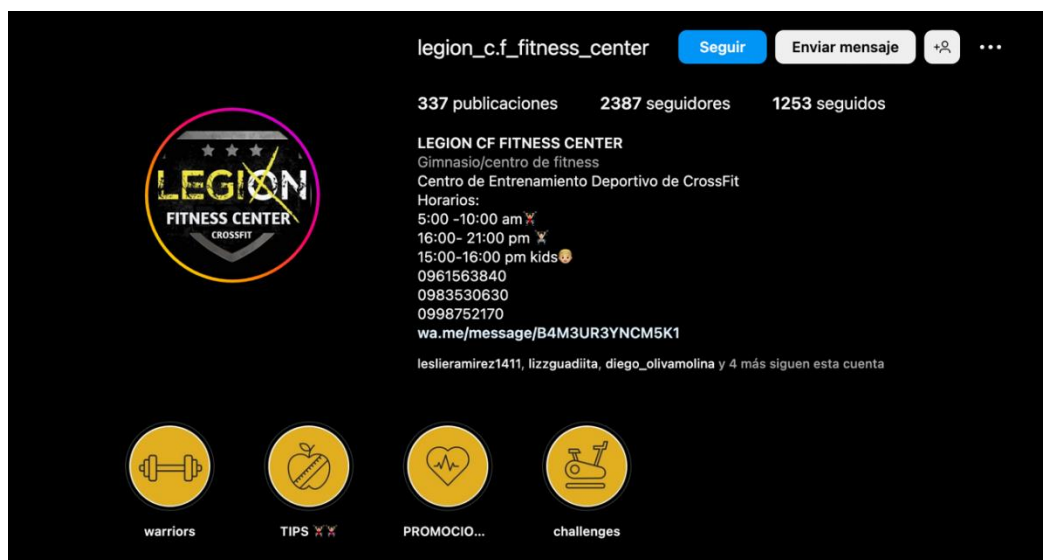 legion_c.f_fitness_center Seguir Enviar mensaje
337 publicaciones 2387 seguidores 1253 seguidos
LEGION CF FITNESS CENTER
Gimnasio/centro de fitness
Centro de Entrenamiento Deportivo de CrossFit
Horarios:
5:00 -10:00 am🏋
16:00- 21:00 pm 🏋
15:00-16:00 pm kids👶🏼
0961563840
0983530630
0998752170
wa.me/message/B4M3UR3YNCM5K1
leslieramirez1411, lizzguadiita, diego_olivamolina y 4 más siguen esta cuenta
LEGION
FITNESS CENTER
CROSSFIT
warriors TIPS 🏋🏋 PROMOCIO... challenges